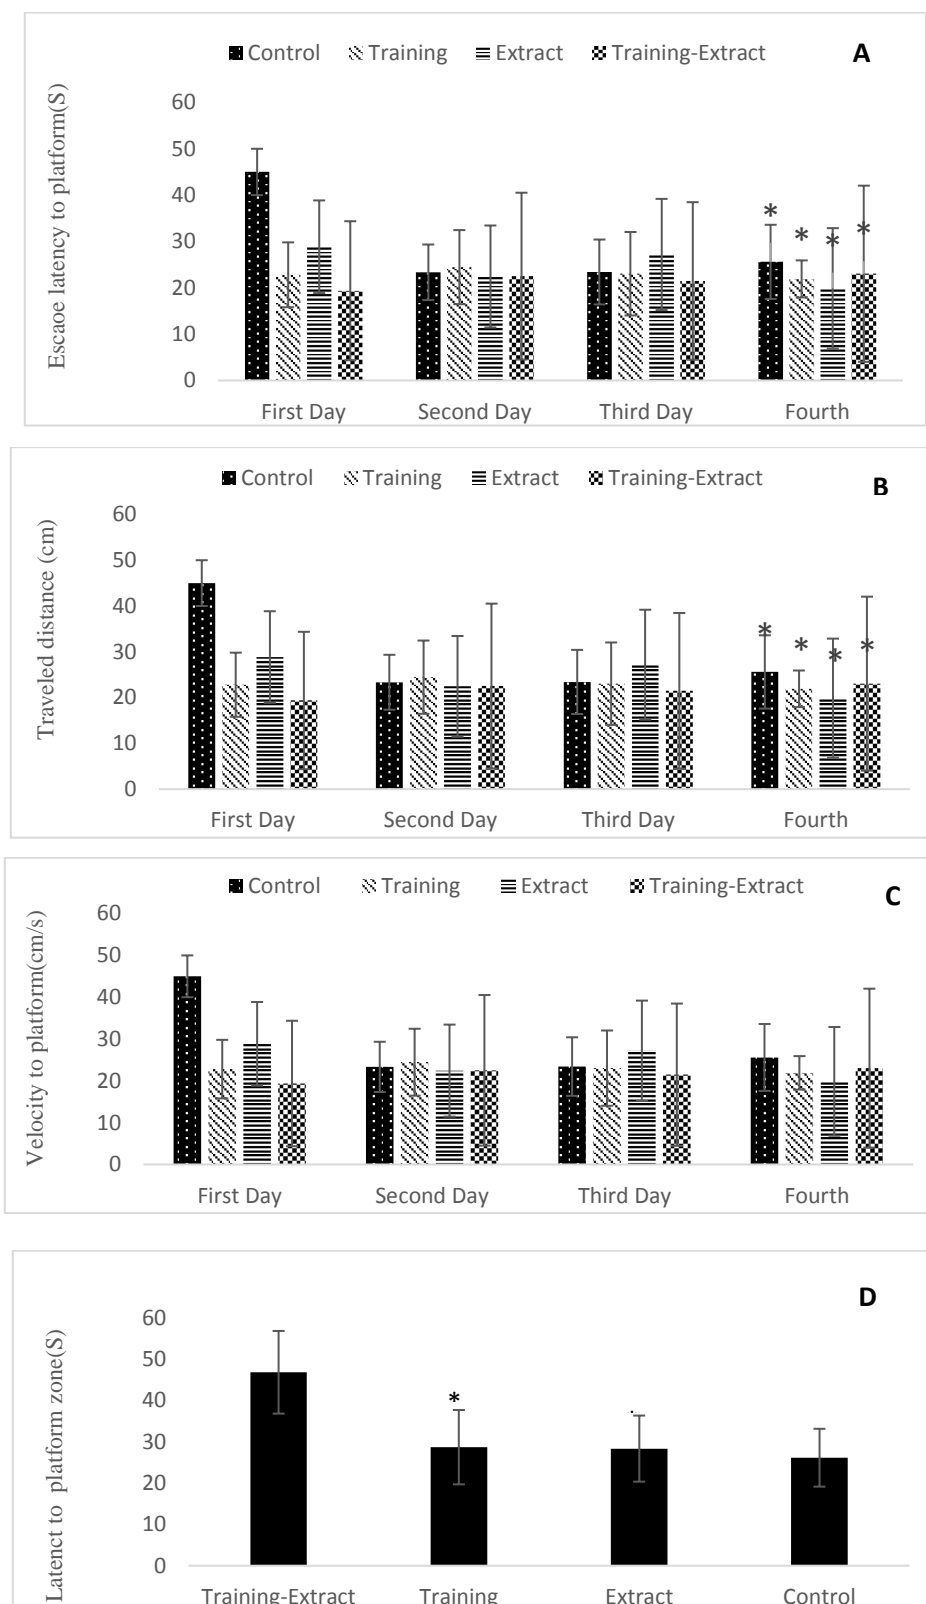 Control Training Extract Training-Extract A
Escaoe latency to platform(S)
60
50
40
30
20
10
0
* * * *
First Day Second Day Third Day Fourth
Control Training Extract Training-Extract B
Traveled distance (cm)
60
50
40
30
20
10
0
* * * *
First Day Second Day Third Day Fourth
Control Training Extract Training-Extract C
Velocity to platform(cm/s)
60
50
40
30
20
10
0
First Day Second Day Third Day Fourth
D
Latenct to platform zone(S)
60
50
40
30
20
10
0
*
Training-Extract Training Extract Control